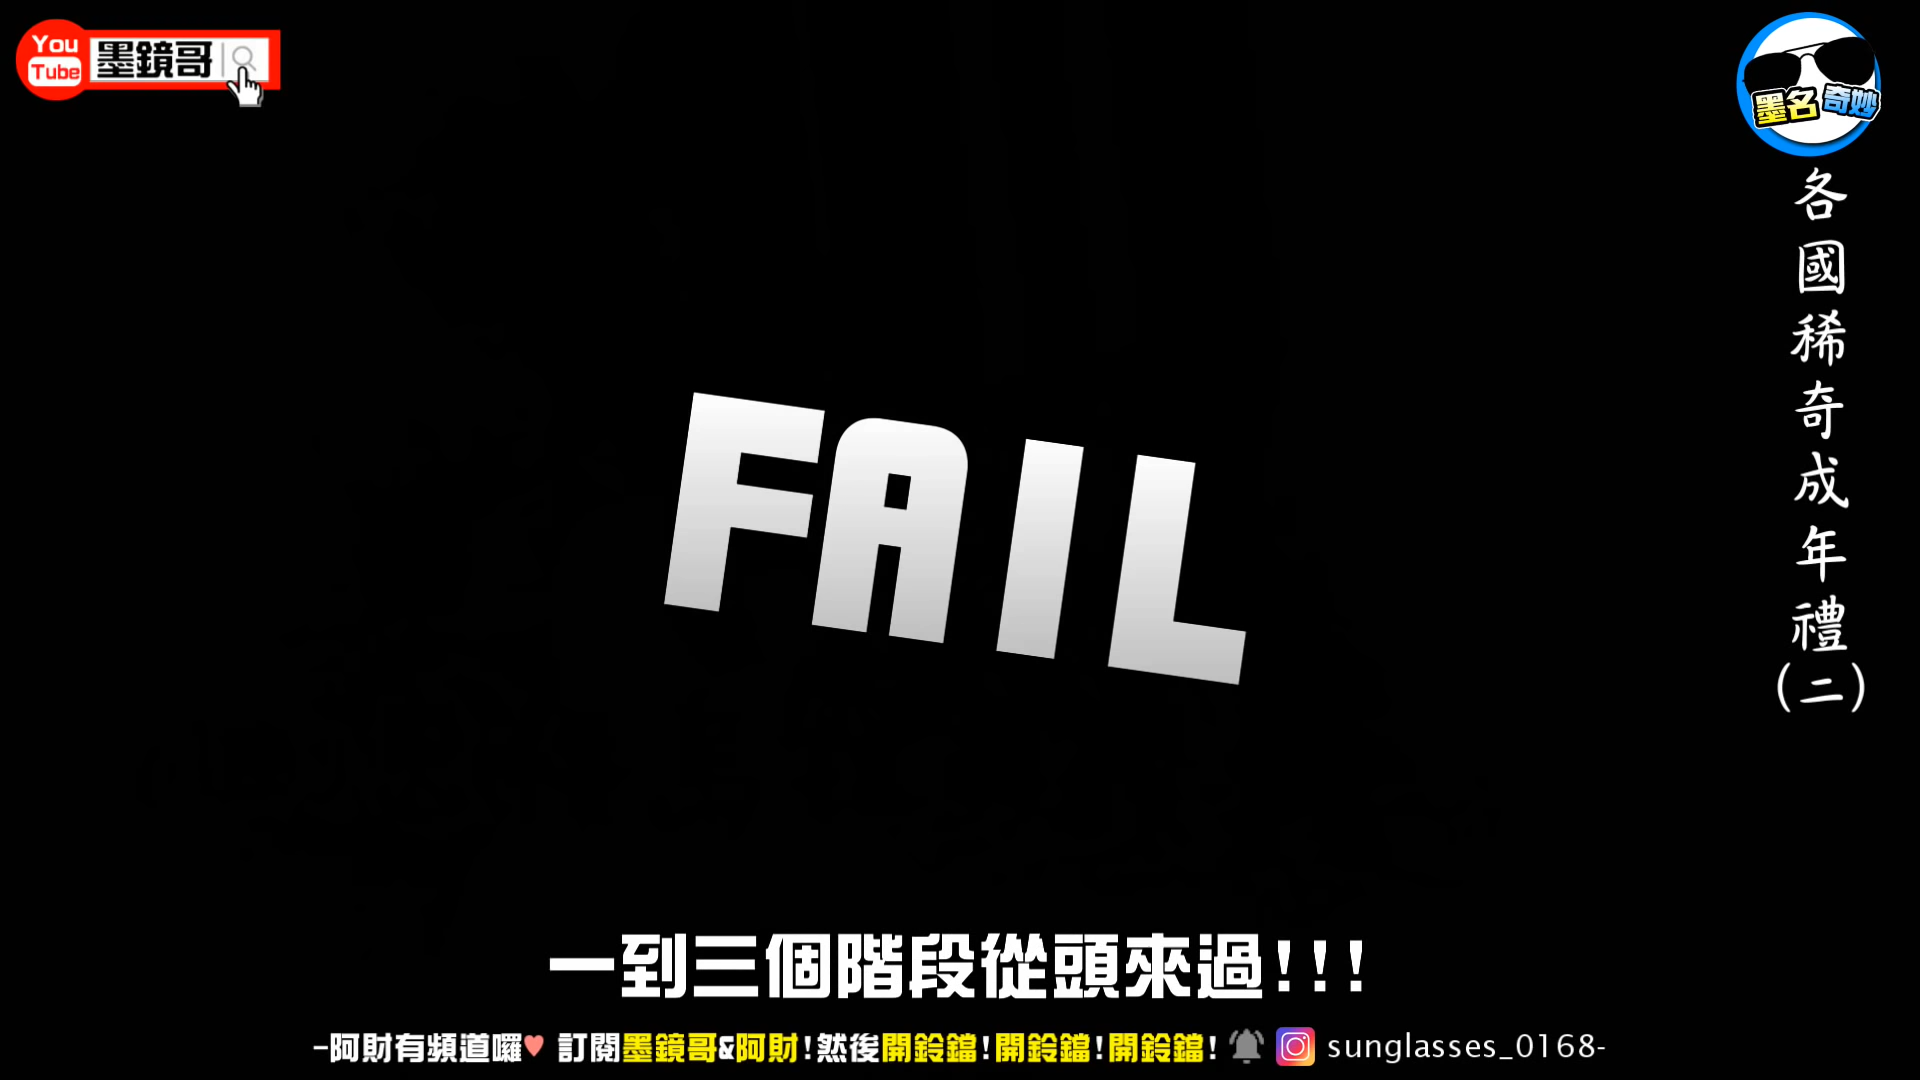 You
Tube
墨鏡哥
墨名奇妙
各國稀奇成年禮(二)
FAIL
一到三個階段從頭來過!!!
-阿財有頻道囉♥ 訂閱墨鏡哥&阿財!然後開鈴鐺!開鈴鐺!開鈴鐺! sunglasses_0168-